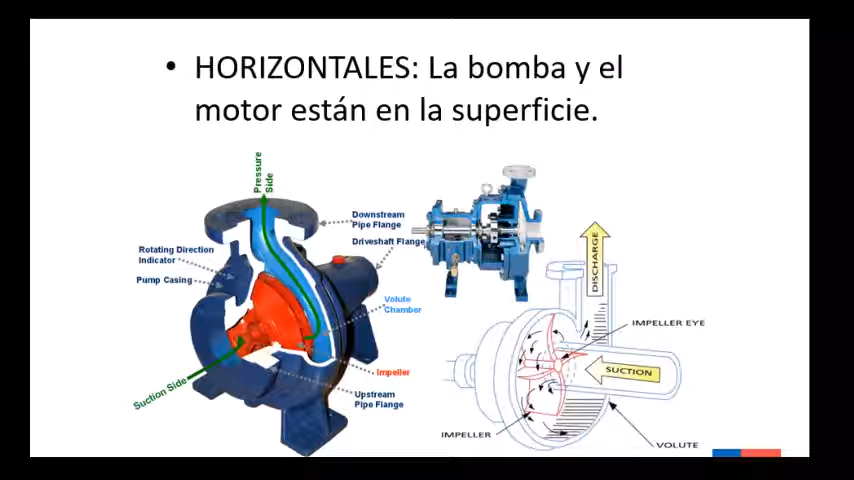 • HORIZONTALES: La bomba y el
motor están en la superficie.
Pressure
Side
Downstream
Pipe Flange
Driveshaft Flange
Rotating Direction
Indicator
Pump Casing
Volute
Chamber
Impeller
Suction Side
Upstream
Pipe Flange
DISCHARGE
IMPELLER EYE
SUCTION
IMPELLER
VOLUTE